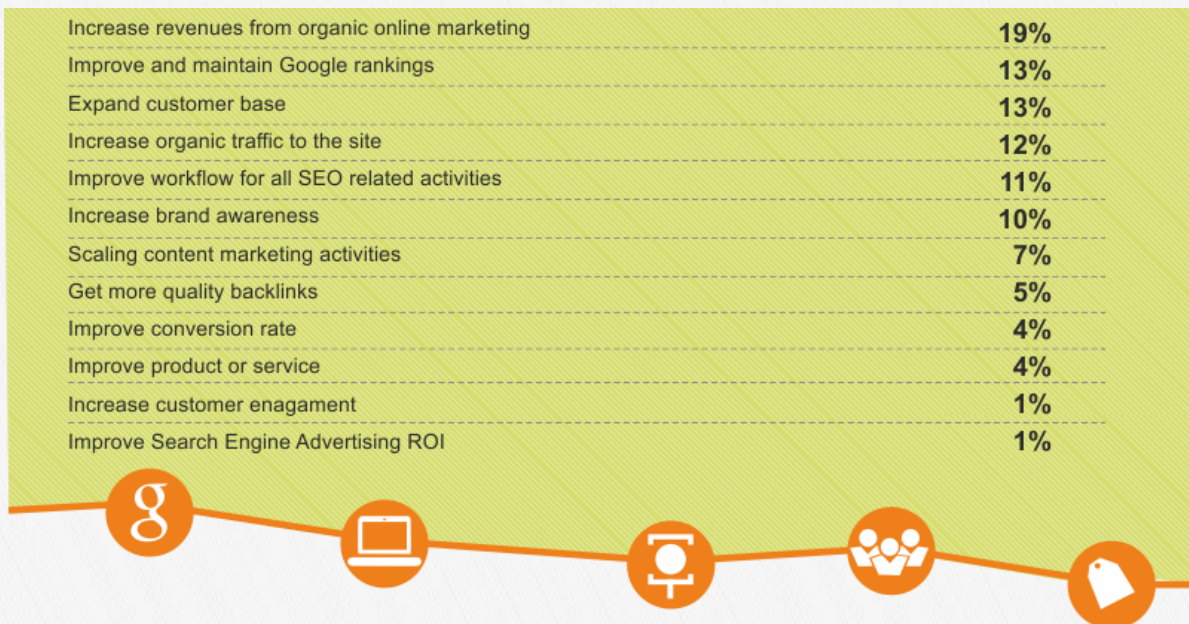 Increase revenues from organic online marketing 19%
Improve and maintain Google rankings 13%
Expand customer base 13%
Increase organic traffic to the site 12%
Improve workflow for all SEO related activities 11%
Increase brand awareness 10%
Scaling content marketing activities 7%
Get more quality backlinks 5%
Improve conversion rate 4%
Improve product or service 4%
Increase customer enagament 1%
Improve Search Engine Advertising ROI 1%
g